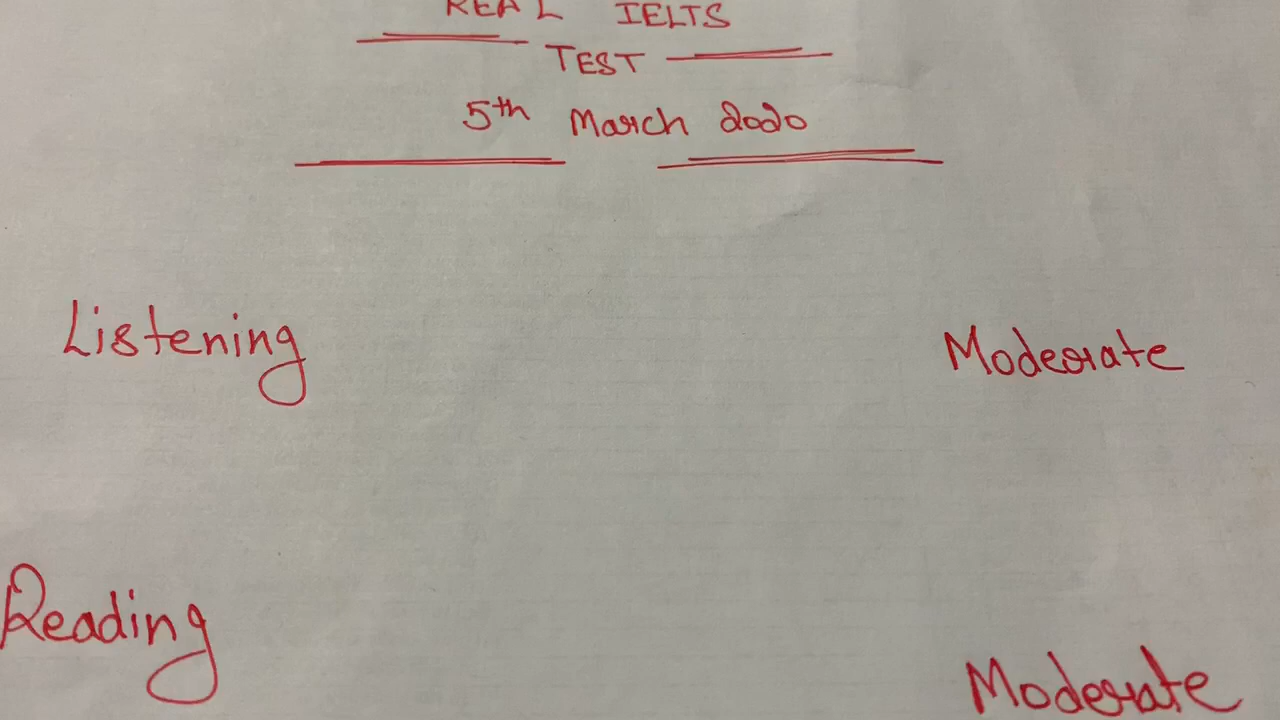 REAL IELTS
TEST
5th March 2020
Listening Moderate
Reading Moderate